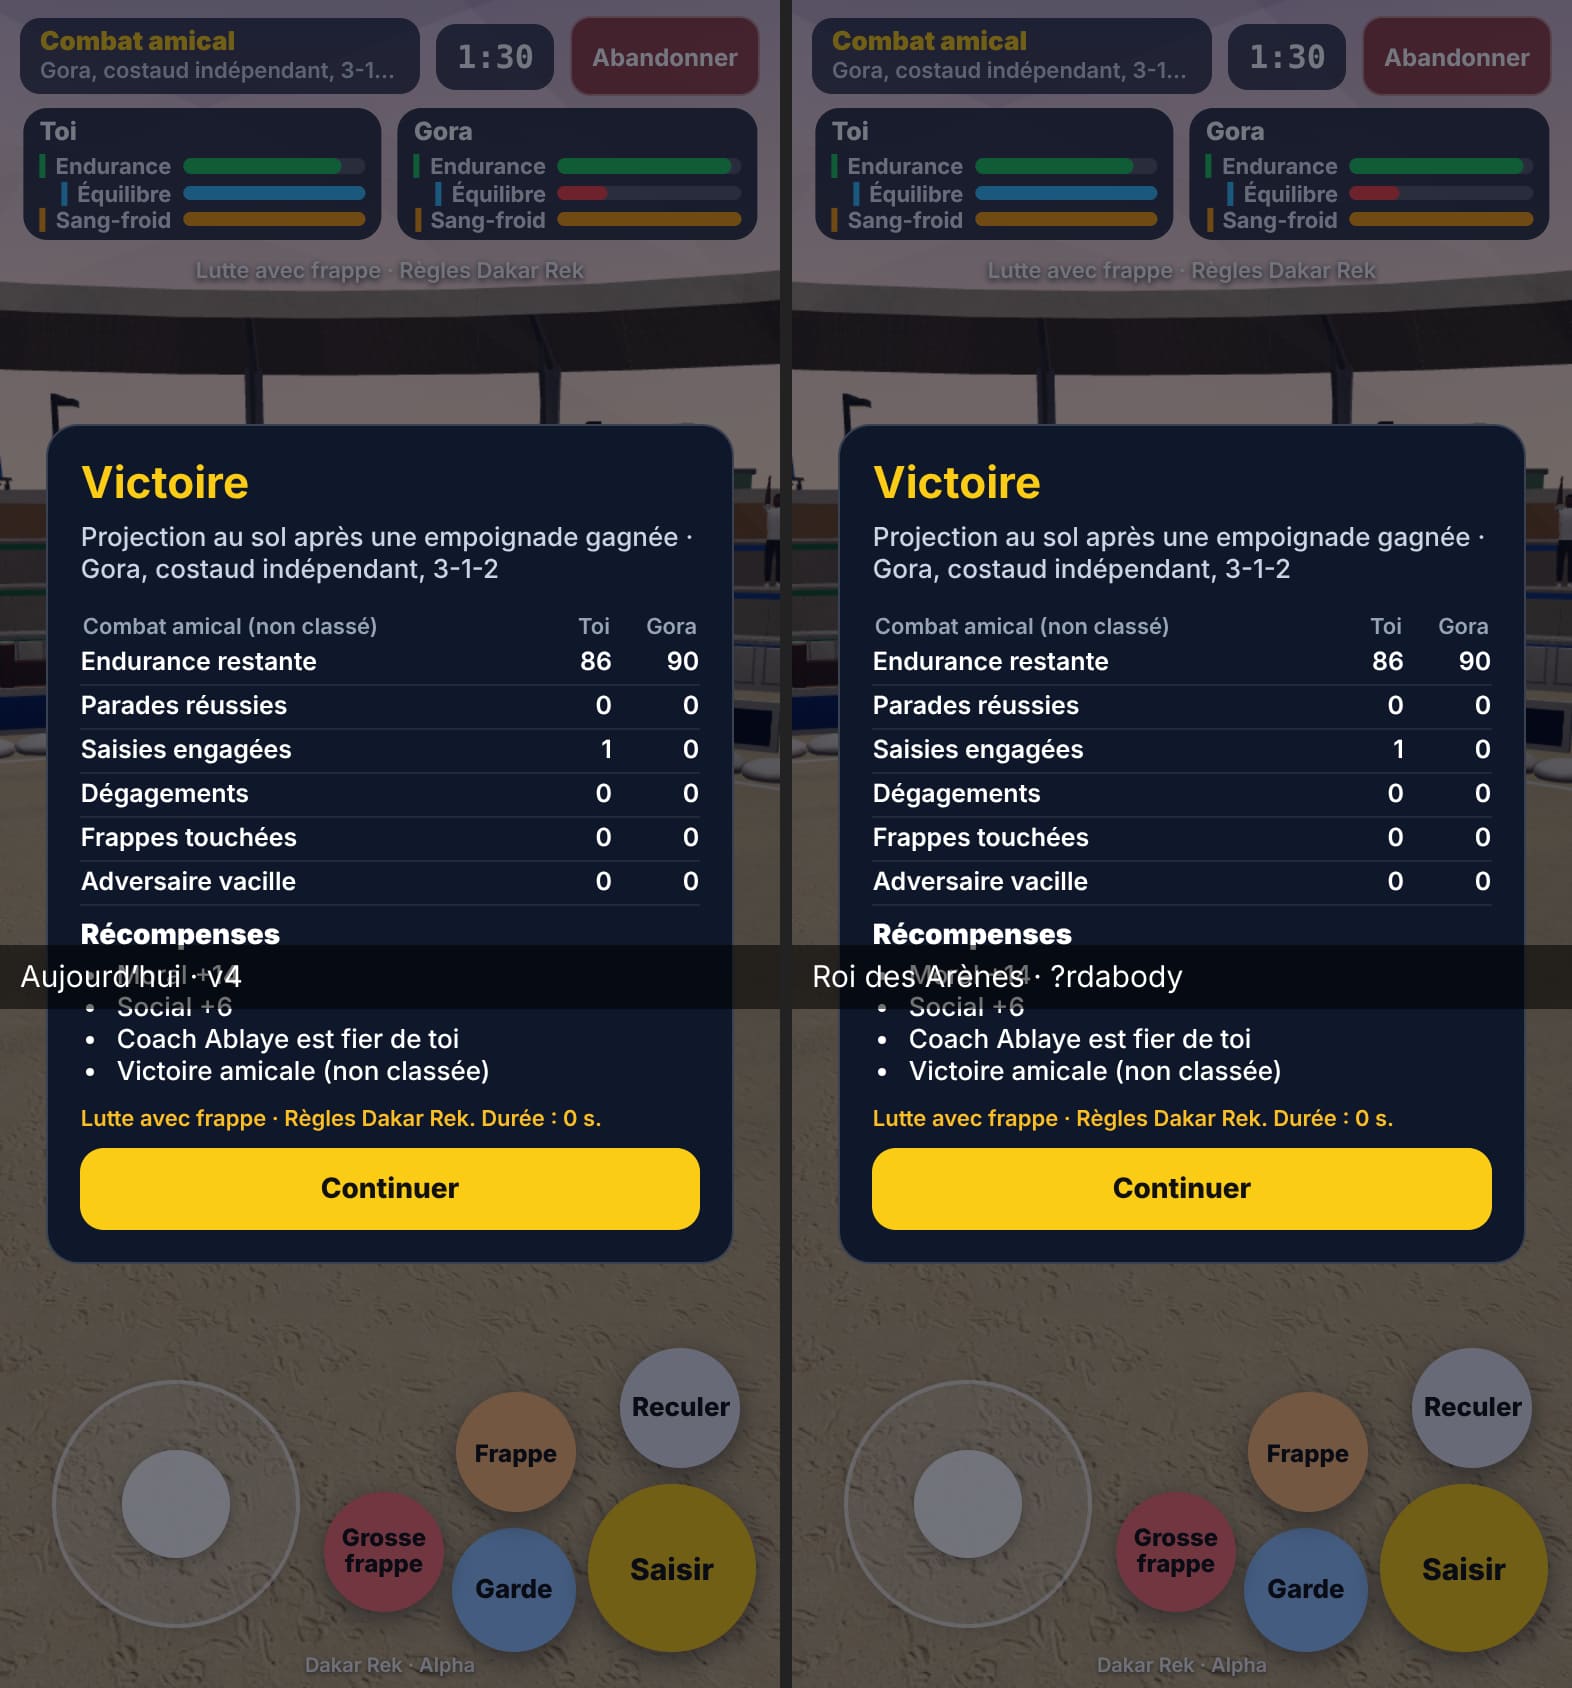 Combat amical
Gora, costaud indépendant, 3-1...
1:30
Abandonner
Toi
Endurance
Équilibre
Sang-froid
Gora
Endurance
Équilibre
Sang-froid
Lutte avec frappe · Règles Dakar Rek
Victoire
Projection au sol après une empoignade gagnée ·
Gora, costaud indépendant, 3-1-2
Combat amical (non classé) Toi Gora
Endurance restante 86 90
Parades réussies 0 0
Saisies engagées 1 0
Dégagements 0 0
Frappes touchées 0 0
Adversaire vacille 0 0
Récompenses
• Moral +14
Aujourd'hui · v4
• Social +6
• Coach Ablaye est fier de toi
• Victoire amicale (non classée)
Lutte avec frappe · Règles Dakar Rek. Durée : 0 s.
Continuer
Reculer
Frappe
Grosse
frappe
Garde
Saisir
Dakar Rek · Alpha
Combat amical
Gora, costaud indépendant, 3-1...
1:30
Abandonner
Toi
Endurance
Équilibre
Sang-froid
Gora
Endurance
Équilibre
Sang-froid
Lutte avec frappe · Règles Dakar Rek
Victoire
Projection au sol après une empoignade gagnée ·
Gora, costaud indépendant, 3-1-2
Combat amical (non classé) Toi Gora
Endurance restante 86 90
Parades réussies 0 0
Saisies engagées 1 0
Dégagements 0 0
Frappes touchées 0 0
Adversaire vacille 0 0
Récompenses
• Moral +14
Roi des Arènes · ?rdabody
• Social +6
• Coach Ablaye est fier de toi
• Victoire amicale (non classée)
Lutte avec frappe · Règles Dakar Rek. Durée : 0 s.
Continuer
Reculer
Frappe
Grosse
frappe
Garde
Saisir
Dakar Rek · Alpha